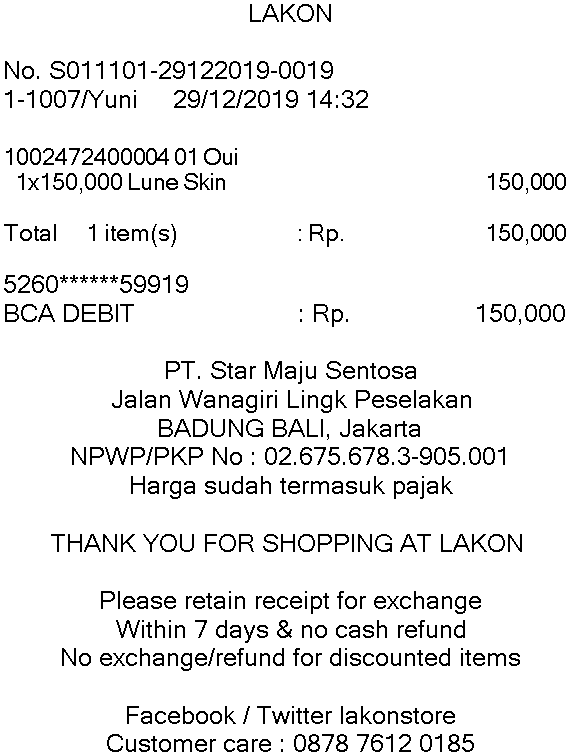 LAKON
No. S011101-29122019-0019
1-1007/Yuni 29/12/2019 14:32
1002472400004 01 Oui
1x150,000 Lune Skin 150,000
Total 1 item(s) : Rp. 150,000
5260******59919
BCA DEBIT : Rp. 150,000
PT. Star Maju Sentosa
Jalan Wanagiri Lingk Peselakan
BADUNG BALI, Jakarta
NPWP/PKP No : 02.675.678.3-905.001
Harga sudah termasuk pajak
THANK YOU FOR SHOPPING AT LAKON
Please retain receipt for exchange
Within 7 days & no cash refund
No exchange/refund for discounted items
Facebook / Twitter lakonstore
Customer care : 0878 7612 0185